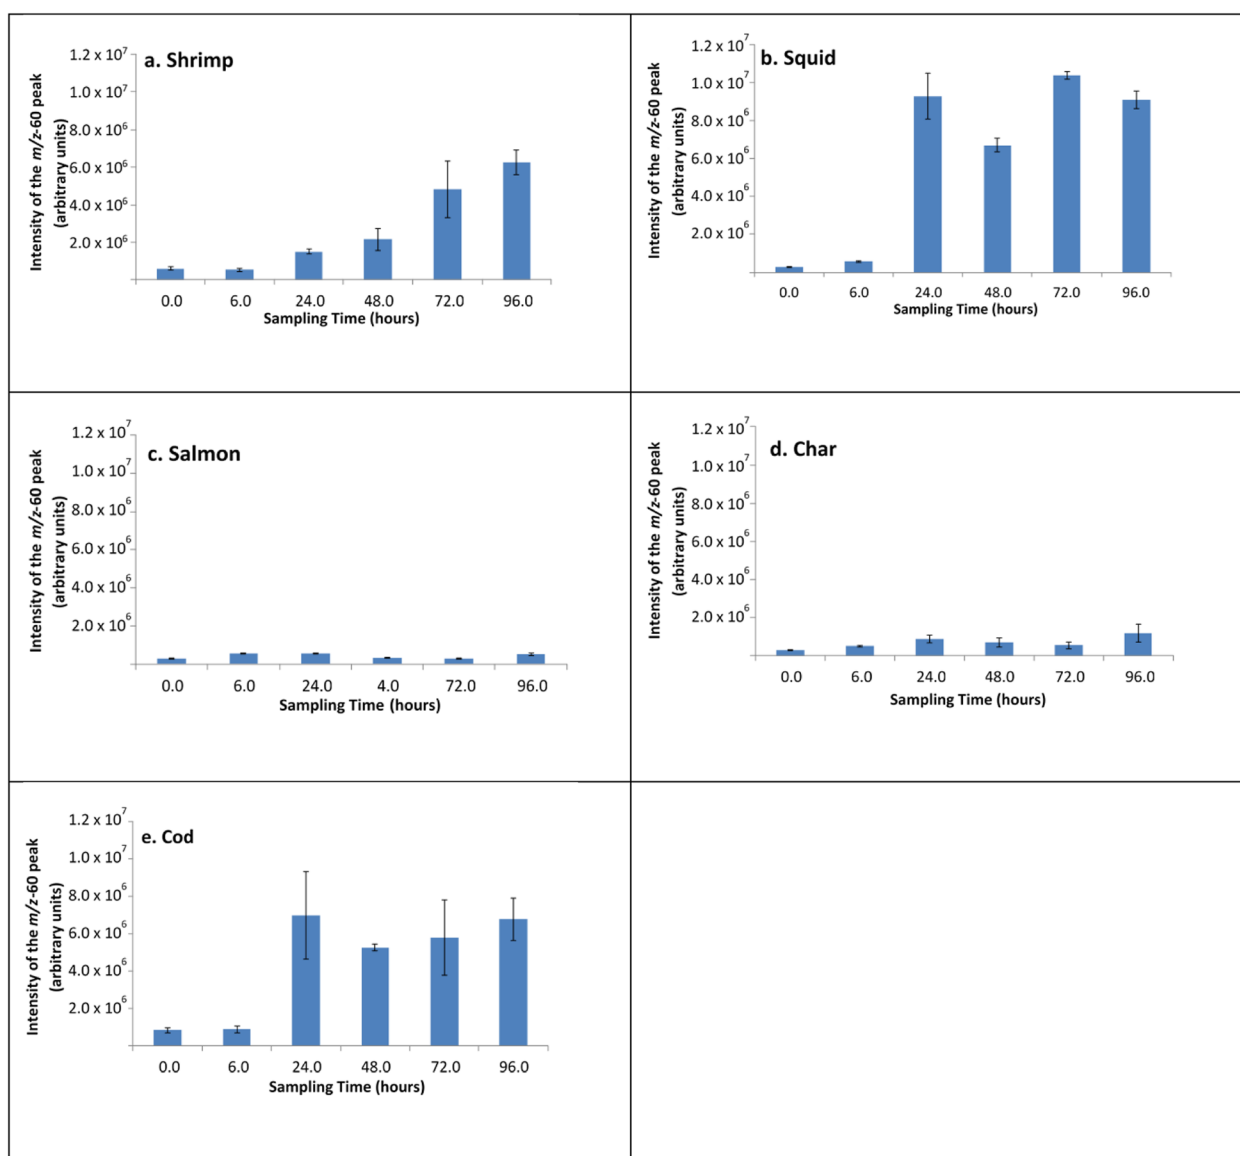 a. Shrimp
Intensity of the m/z-60 peak
(arbitrary units)
1.2 x 10^7
1.0 x 10^7
8.0 x 10^6
6.0 x 10^6
4.0 x 10^6
2.0 x 10^6
0.0 6.0 24.0 48.0 72.0 96.0
Sampling Time (hours)
b. Squid
Intensity of the m/z-60 peak
(arbitrary units)
1.2 x 10^7
1.0 x 10^7
8.0 x 10^6
6.0 x 10^6
4.0 x 10^6
2.0 x 10^6
0.0 6.0 24.0 48.0 72.0 96.0
Sampling Time (hours)
c. Salmon
Intensity of the m/z-60 peak
(arbitrary units)
1.2 x 10^7
1.0 x 10^7
8.0 x 10^6
6.0 x 10^6
4.0 x 10^6
2.0 x 10^6
0.0 6.0 24.0 4.0 72.0 96.0
Sampling Time (hours)
d. Char
Intensity of the m/z-60 peak
(arbitrary units)
1.2 x 10^7
1.0 x 10^7
8.0 x 10^6
6.0 x 10^6
4.0 x 10^6
2.0 x 10^6
0.0 6.0 24.0 48.0 72.0 96.0
Sampling Time (hours)
e. Cod
Intensity of the m/z-60 peak
(arbitrary units)
1.2 x 10^7
1.0 x 10^7
8.0 x 10^6
6.0 x 10^6
4.0 x 10^6
2.0 x 10^6
0.0 6.0 24.0 48.0 72.0 96.0
Sampling Time (hours)